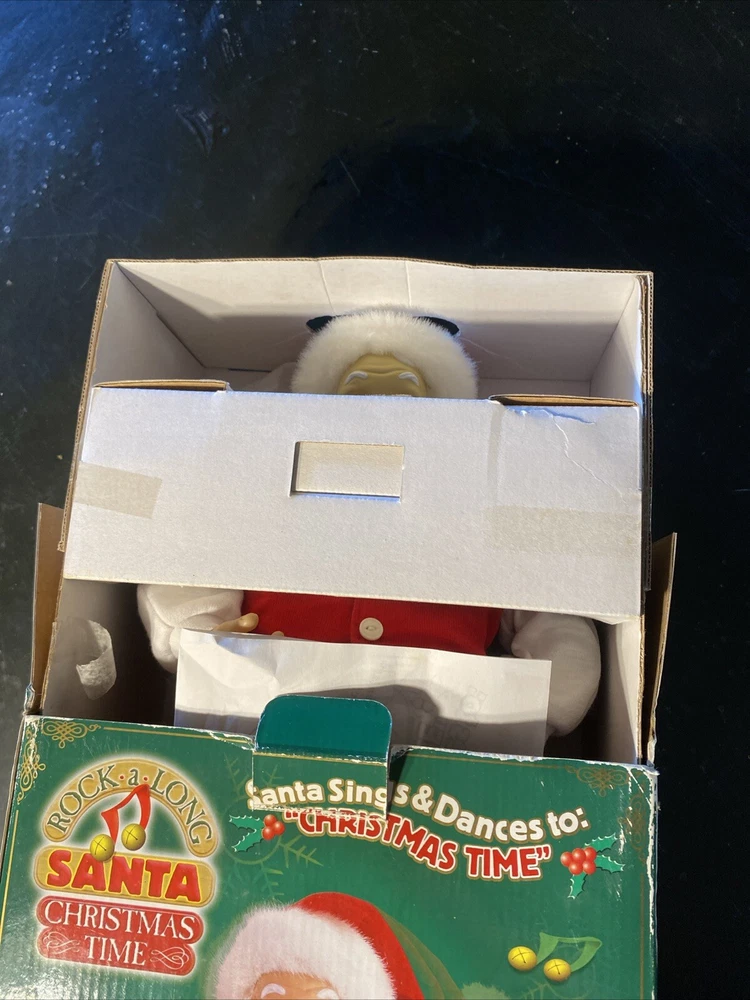 ROCK·a·LONG
SANTA
CHRISTMAS
TIME
Santa Sings & Dances to:
"CHRISTMAS TIME"